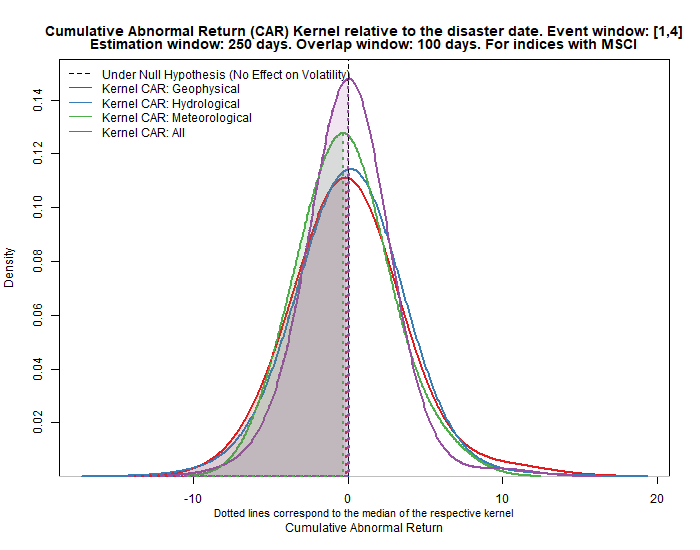 Cumulative Abnormal Return (CAR) Kernel relative to the disaster date. Event window: [1,4]
Estimation window: 250 days. Overlap window: 100 days. For indices with MSCI
Under Null Hypothesis (No Effect on Volatility)
Kernel CAR: Geophysical
Kernel CAR: Hydrological
Kernel CAR: Meteorological
Kernel CAR: All
Density
0.14
0.12
0.10
0.08
0.06
0.04
0.02
-10 0 10 20
Dotted lines correspond to the median of the respective kernel
Cumulative Abnormal Return